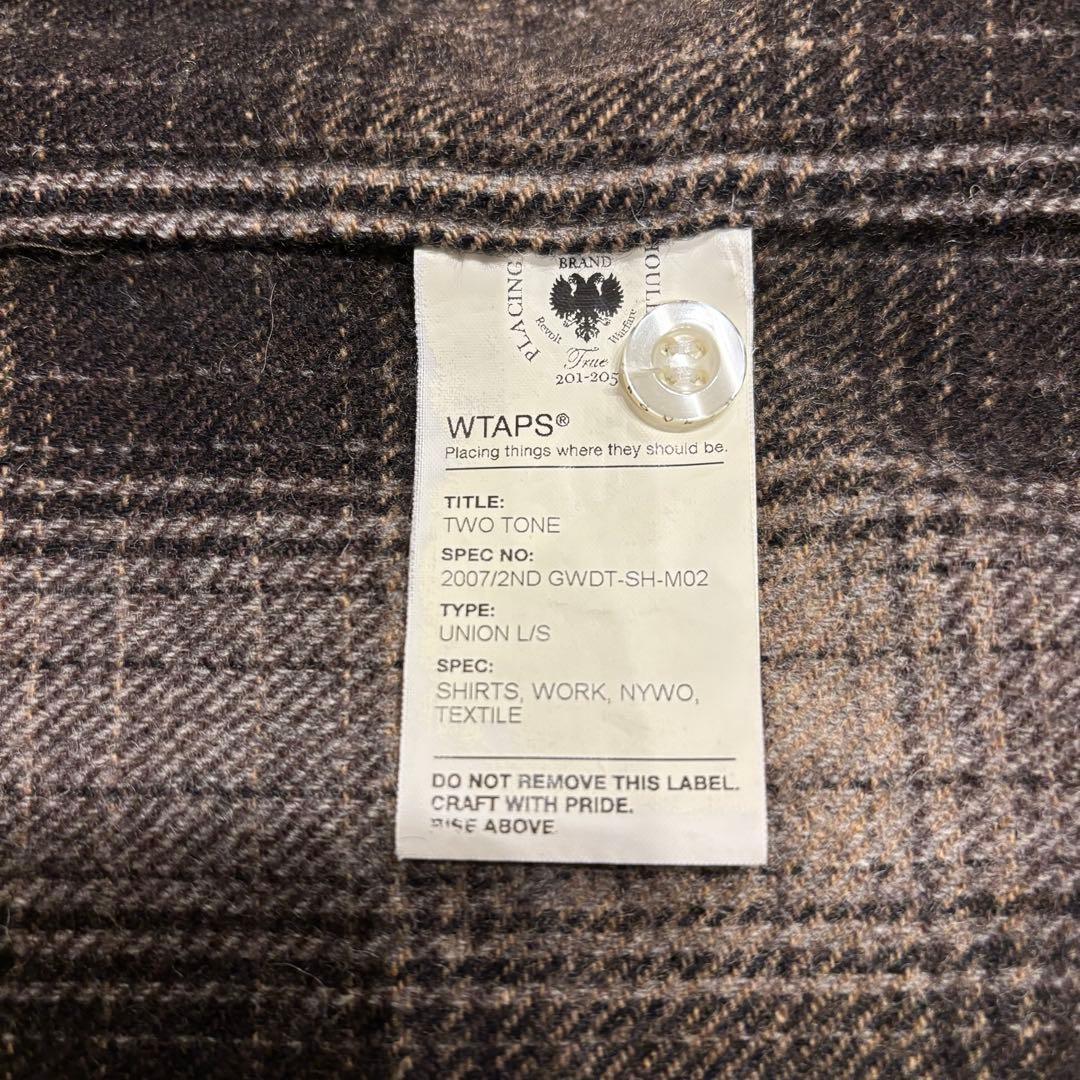 BRAND
PLACING
Revolt Warfare
True
201-205
WTAPS®
Placing things where they should be.
TITLE:
TWO TONE
SPEC NO:
2007/2ND GWDT-SH-M02
TYPE:
UNION L/S
SPEC:
SHIRTS, WORK, NYWO,
TEXTILE
DO NOT REMOVE THIS LABEL.
CRAFT WITH PRIDE.
RISE ABOVE